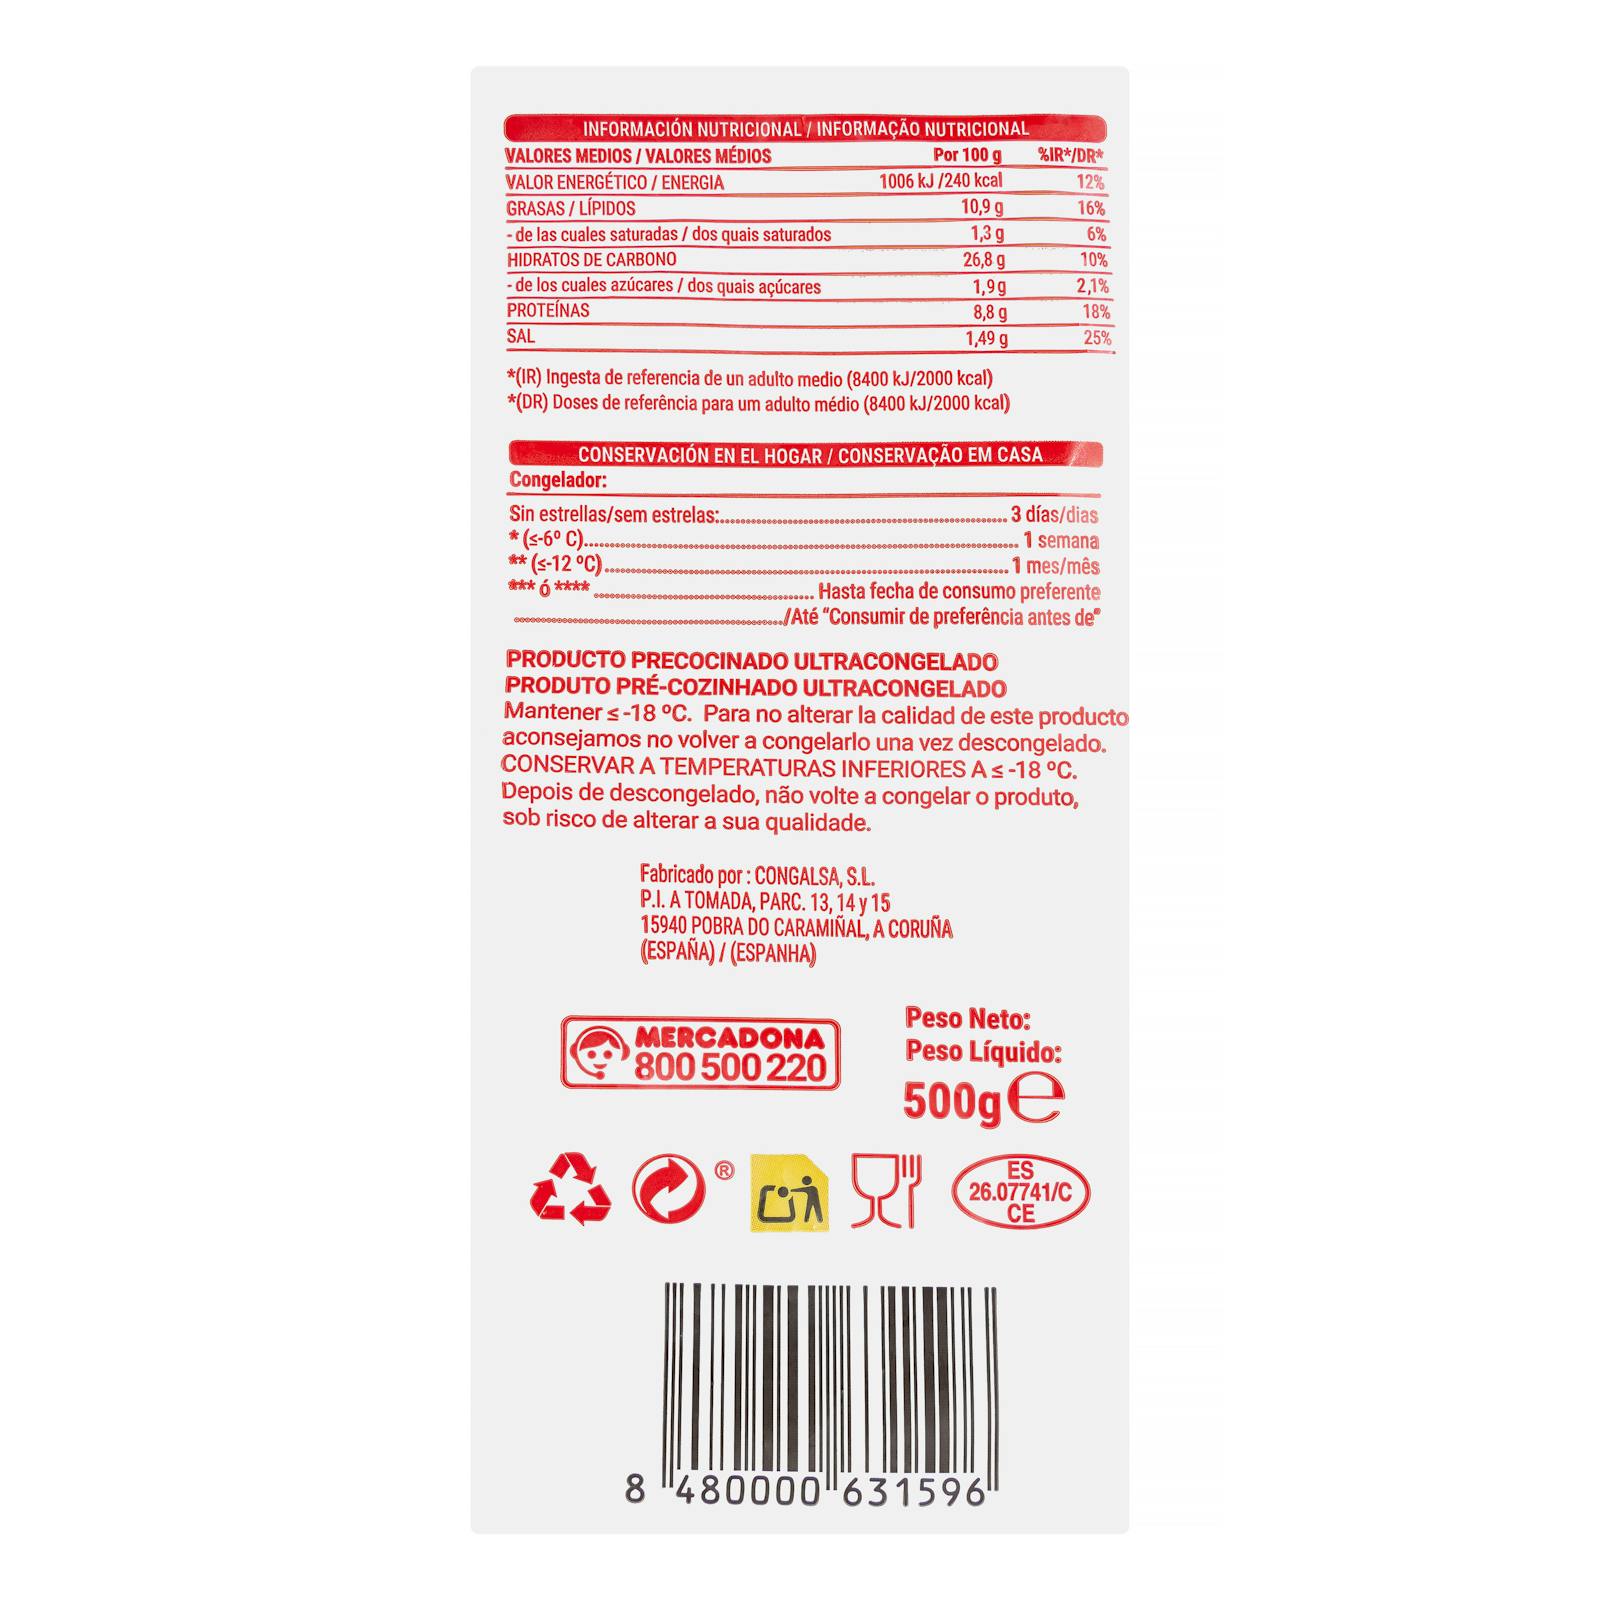 INFORMACIÓN NUTRICIONAL / INFORMAÇÃO NUTRICIONAL
VALORES MEDIOS / VALORES MÉDIOS Por 100 g %IR*/DR*
VALOR ENERGÉTICO / ENERGIA 1006 kJ /240 kcal 12%
GRASAS / LÍPIDOS 10,9 g 16%
- de las cuales saturadas / dos quais saturados 1,3 g 6%
HIDRATOS DE CARBONO 26,8 g 10%
- de los cuales azúcares / dos quais açúcares 1,9 g 2,1%
PROTEÍNAS 8,8 g 18%
SAL 1,49 g 25%
*(IR) Ingesta de referencia de un adulto medio (8400 kJ/2000 kcal)
*(DR) Doses de referência para um adulto médio (8400 kJ/2000 kcal)
CONSERVACIÓN EN EL HOGAR / CONSERVAÇÃO EM CASA
Congelador:
Sin estrellas/sem estrelas:........ 3 días/dias
* (≤-6º C)........ 1 semana
** (≤-12 ºC)........ 1 mes/mês
*** ó **** ........ Hasta fecha de consumo preferente
......../Até “Consumir de preferência antes de”
PRODUCTO PRECOCINADO ULTRACONGELADO
PRODUTO PRÉ-COZINHADO ULTRACONGELADO
Mantener ≤ -18 ºC. Para no alterar la calidad de este producto
aconsejamos no volver a congelarlo una vez descongelado.
CONSERVAR A TEMPERATURAS INFERIORES A ≤ -18 ºC.
Depois de descongelado, não volte a congelar o produto,
sob risco de alterar a sua qualidade.
Fabricado por : CONGALSA, S.L.
P.I. A TOMADA, PARC. 13, 14 y 15
15940 POBRA DO CARAMIÑAL, A CORUÑA
(ESPAÑA) / (ESPANHA)
MERCADONA
800 500 220
Peso Neto:
Peso Líquido:
500g e
®
ES
26.07741/C
CE
8 480000 631596